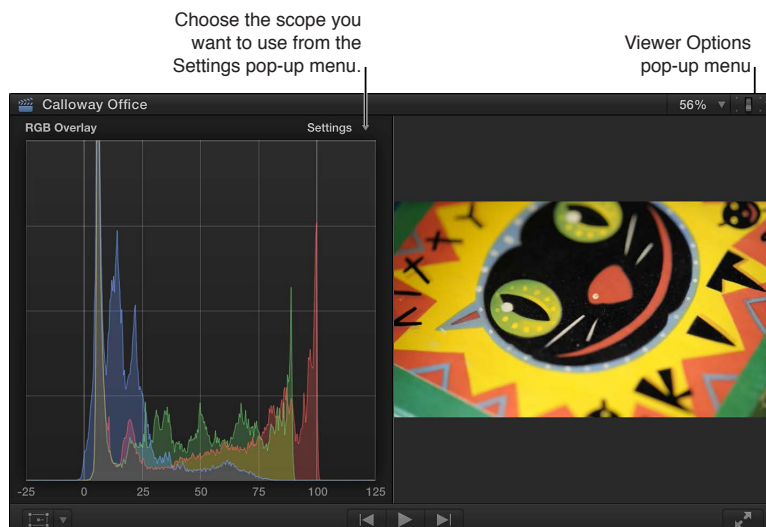 Choose the scope you
want to use from the
Settings pop-up menu.
Viewer Options
pop-up menu
Calloway Office
56%
RGB Overlay
Settings
-25 0 25 50 75 100 125